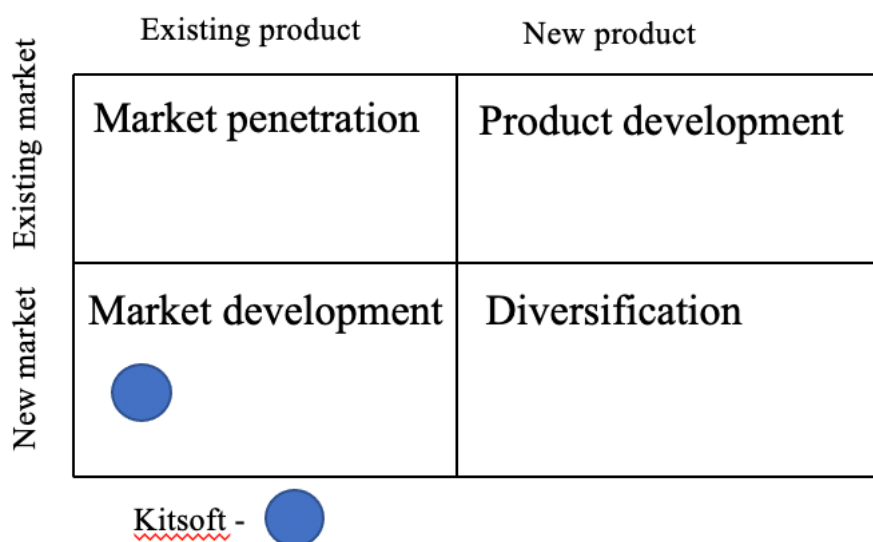 Existing product
New product
Existing market
Market penetration
Product development
New market
Market development
Diversification
Kitsoft -